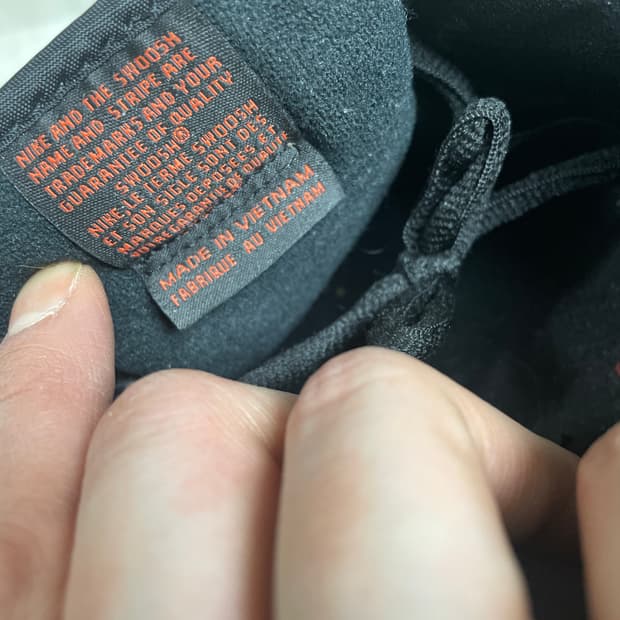 NIKE AND THE SWOOSH
NAME AND STRIPE ARE
TRADEMARKS AND YOUR
GUARANTEE OF QUALITY
SWOOSH®
NIKE LE TERME SWOOSH
ET SON SIGLE SONT DES
MARQUES DEPOSEES ET
QUALITE
MADE IN VIETNAM
FABRIQUE AU VIETNAM